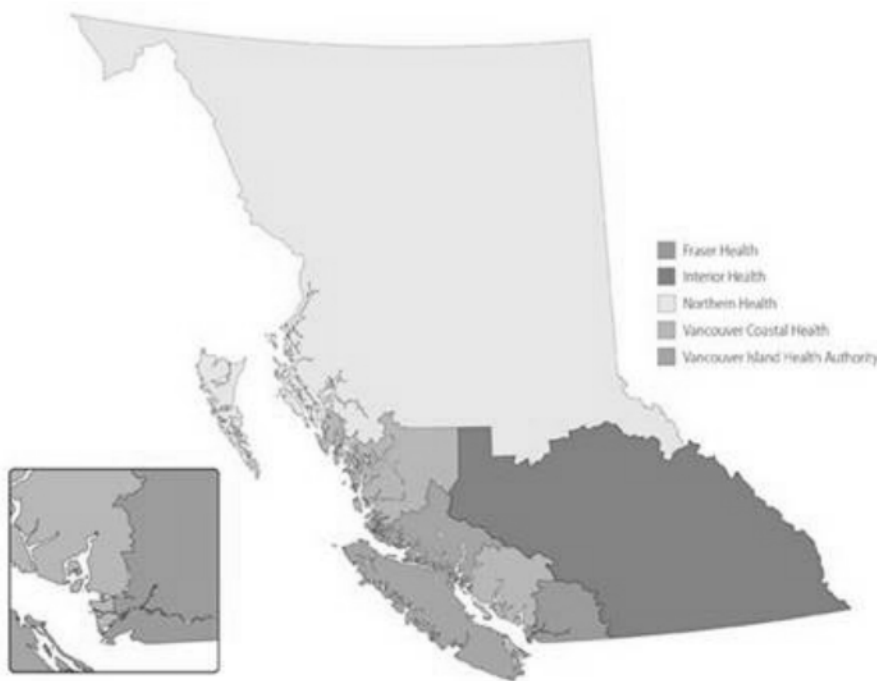 Fraser Health
Interior Health
Northern Health
Vancouver Coastal Health
Vancouver Island Health Authority